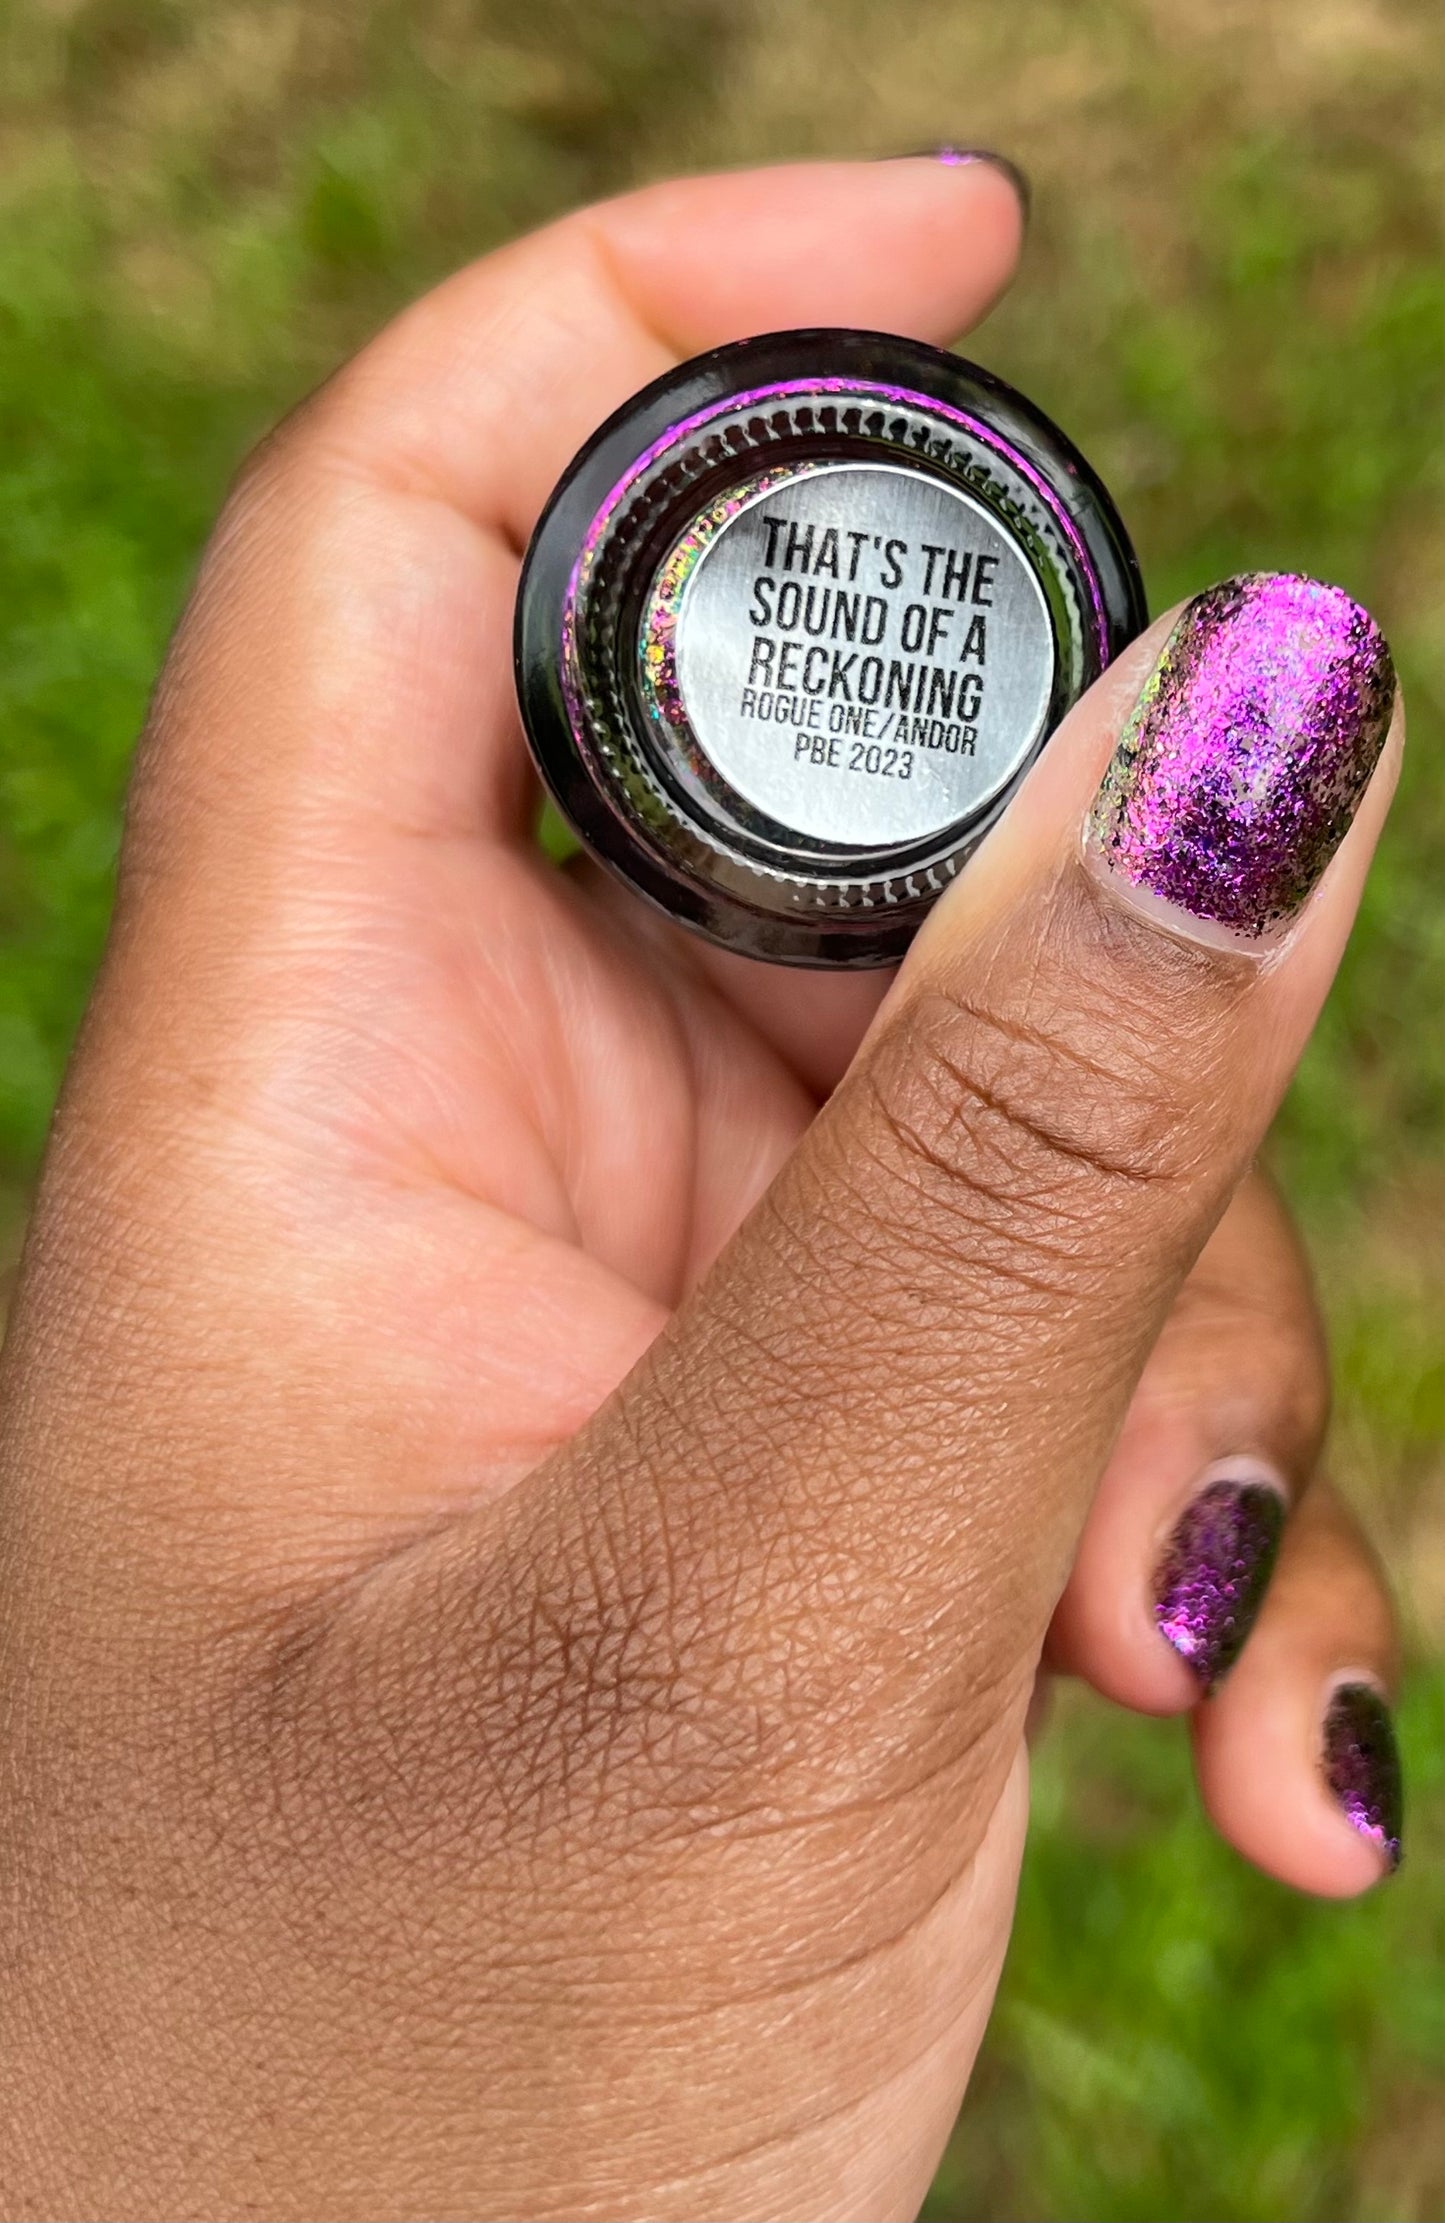 THAT'S THE
SOUND OF A
RECKONING
ROGUE ONE/ANDOR
PBE 2023